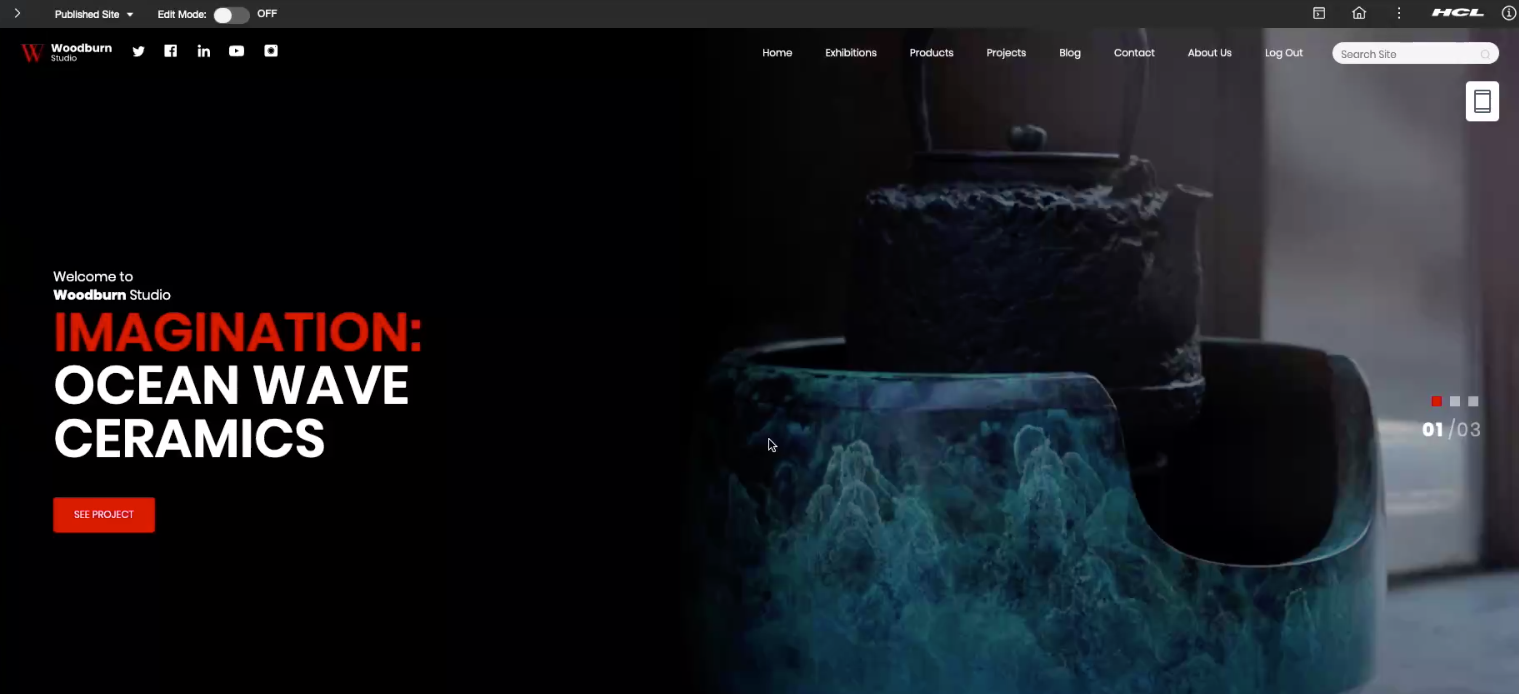 Published Site Edit Mode: OFF HCL
Woodburn
Studio
Home Exhibitions Products Projects Blog Contact About Us Log Out Search Site
Welcome to
Woodburn Studio
IMAGINATION:
OCEAN WAVE
CERAMICS
01/03
SEE PROJECT